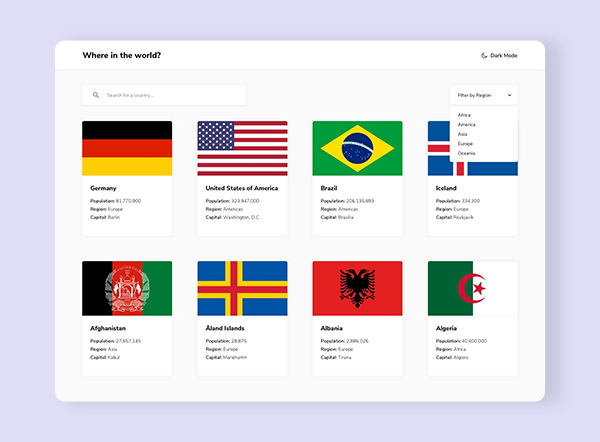 Where in the world?
Dark Mode
Search for a country...
Filter by Region
Africa
America
Asia
Europe
Oceania
Germany
Population: 81,770,900
Region: Europe
Capital: Berlin
United States of America
Population: 323,947,000
Region: Americas
Capital: Washington, D.C.
Brazil
Population: 206,135,893
Region: Americas
Capital: Brasília
Iceland
Population: 334,300
Region: Europe
Capital: Reykjavík
Afghanistan
Population: 27,657,145
Region: Asia
Capital: Kabul
Åland Islands
Population: 28,875
Region: Europe
Capital: Mariehamn
Albania
Population: 2,886,026
Region: Europe
Capital: Tirana
Algeria
Population: 40,400,000
Region: Africa
Capital: Algiers